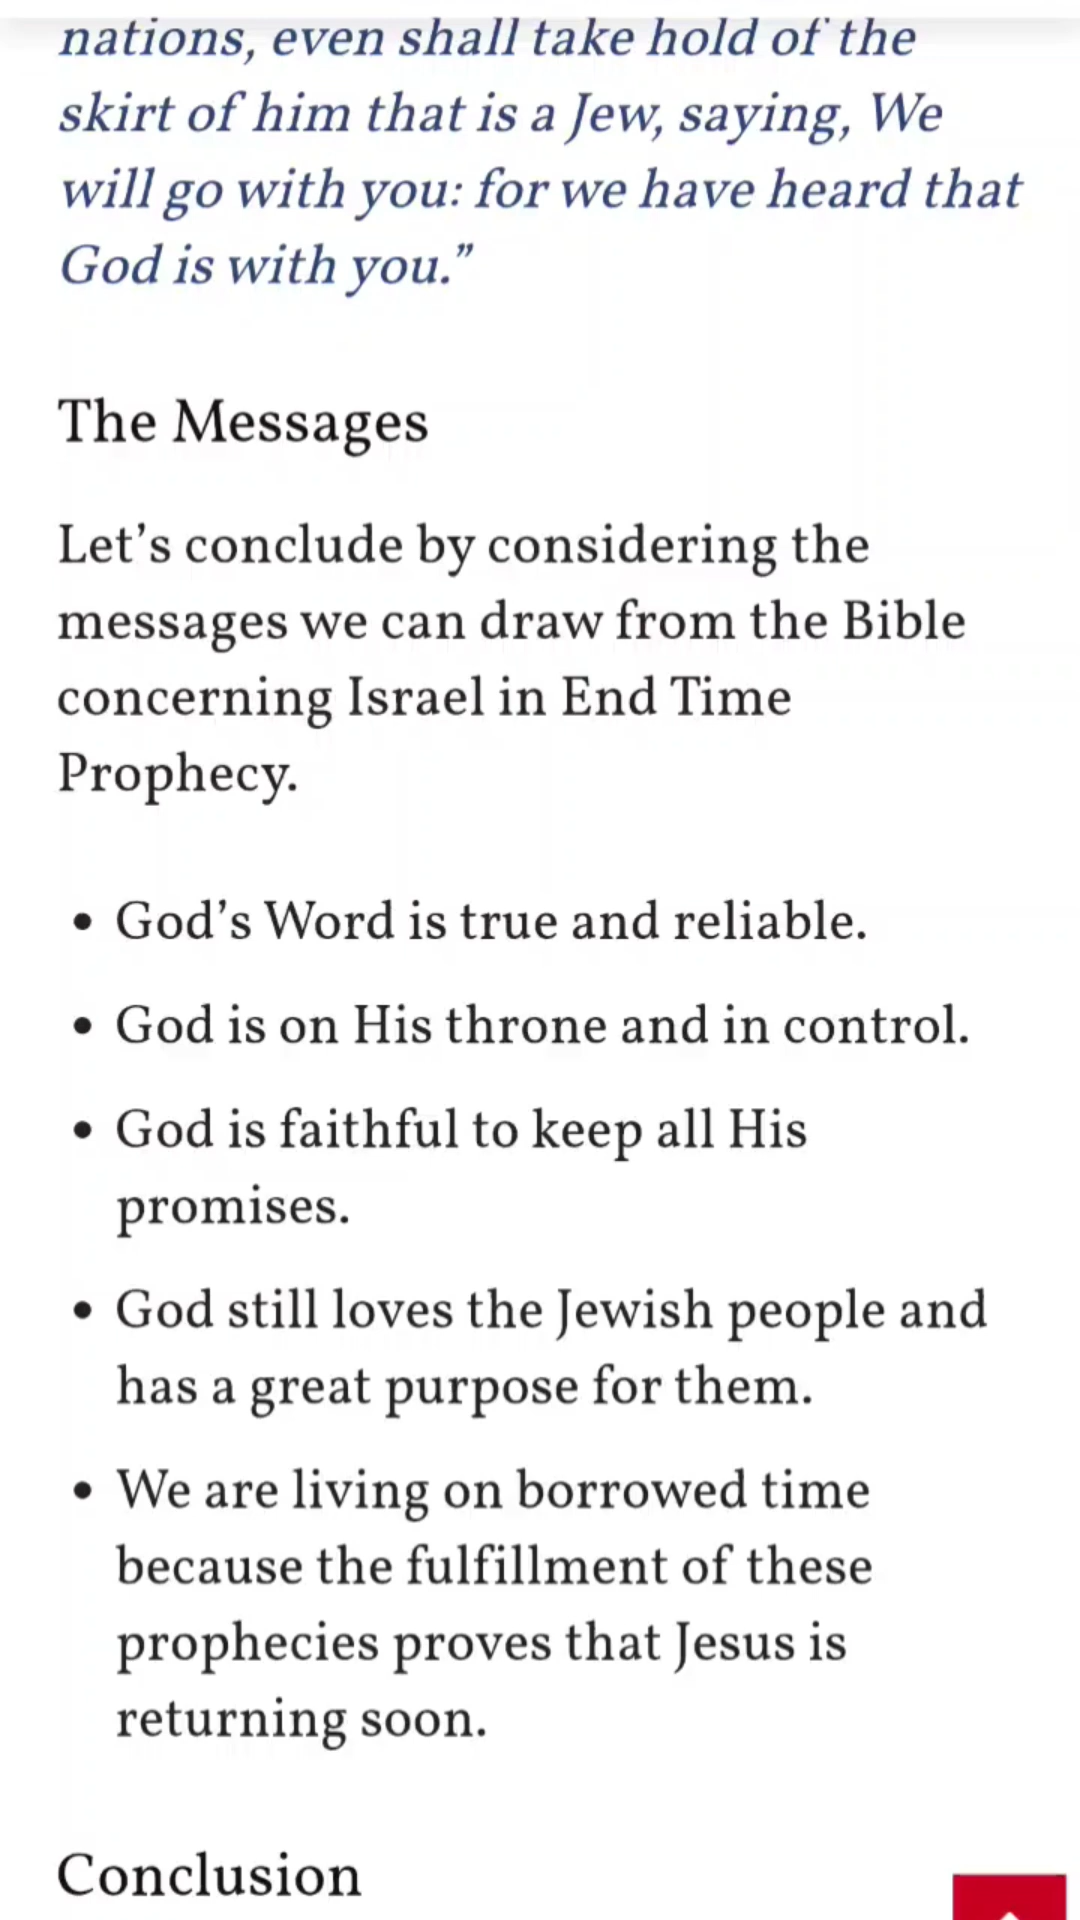 nations, even shall take hold of the
skirt of him that is a Jew, saying, We
will go with you: for we have heard that
God is with you.”
The Messages
Let’s conclude by considering the
messages we can draw from the Bible
concerning Israel in End Time
Prophecy.
• God’s Word is true and reliable.
• God is on His throne and in control.
• God is faithful to keep all His
promises.
• God still loves the Jewish people and
has a great purpose for them.
• We are living on borrowed time
because the fulfillment of these
prophecies proves that Jesus is
returning soon.
Conclusion